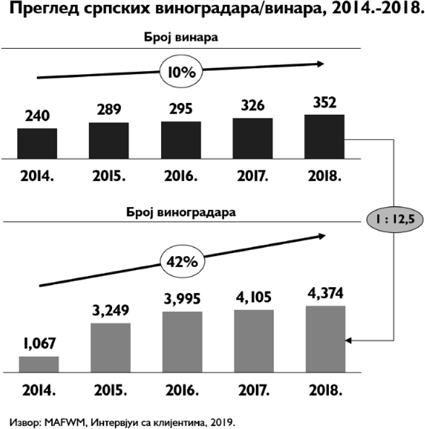 Преглед српских виноградара/винара, 2014.-2018.
Број винара
10%
240 289 295 326 352
2014. 2015. 2016. 2017. 2018.
Број виноградара
1 : 12,5
42%
1,067 3,249 3,995 4,105 4,374
2014. 2015. 2016. 2017. 2018.
Извор: MAFWM, Интервјуи са клијентима, 2019.